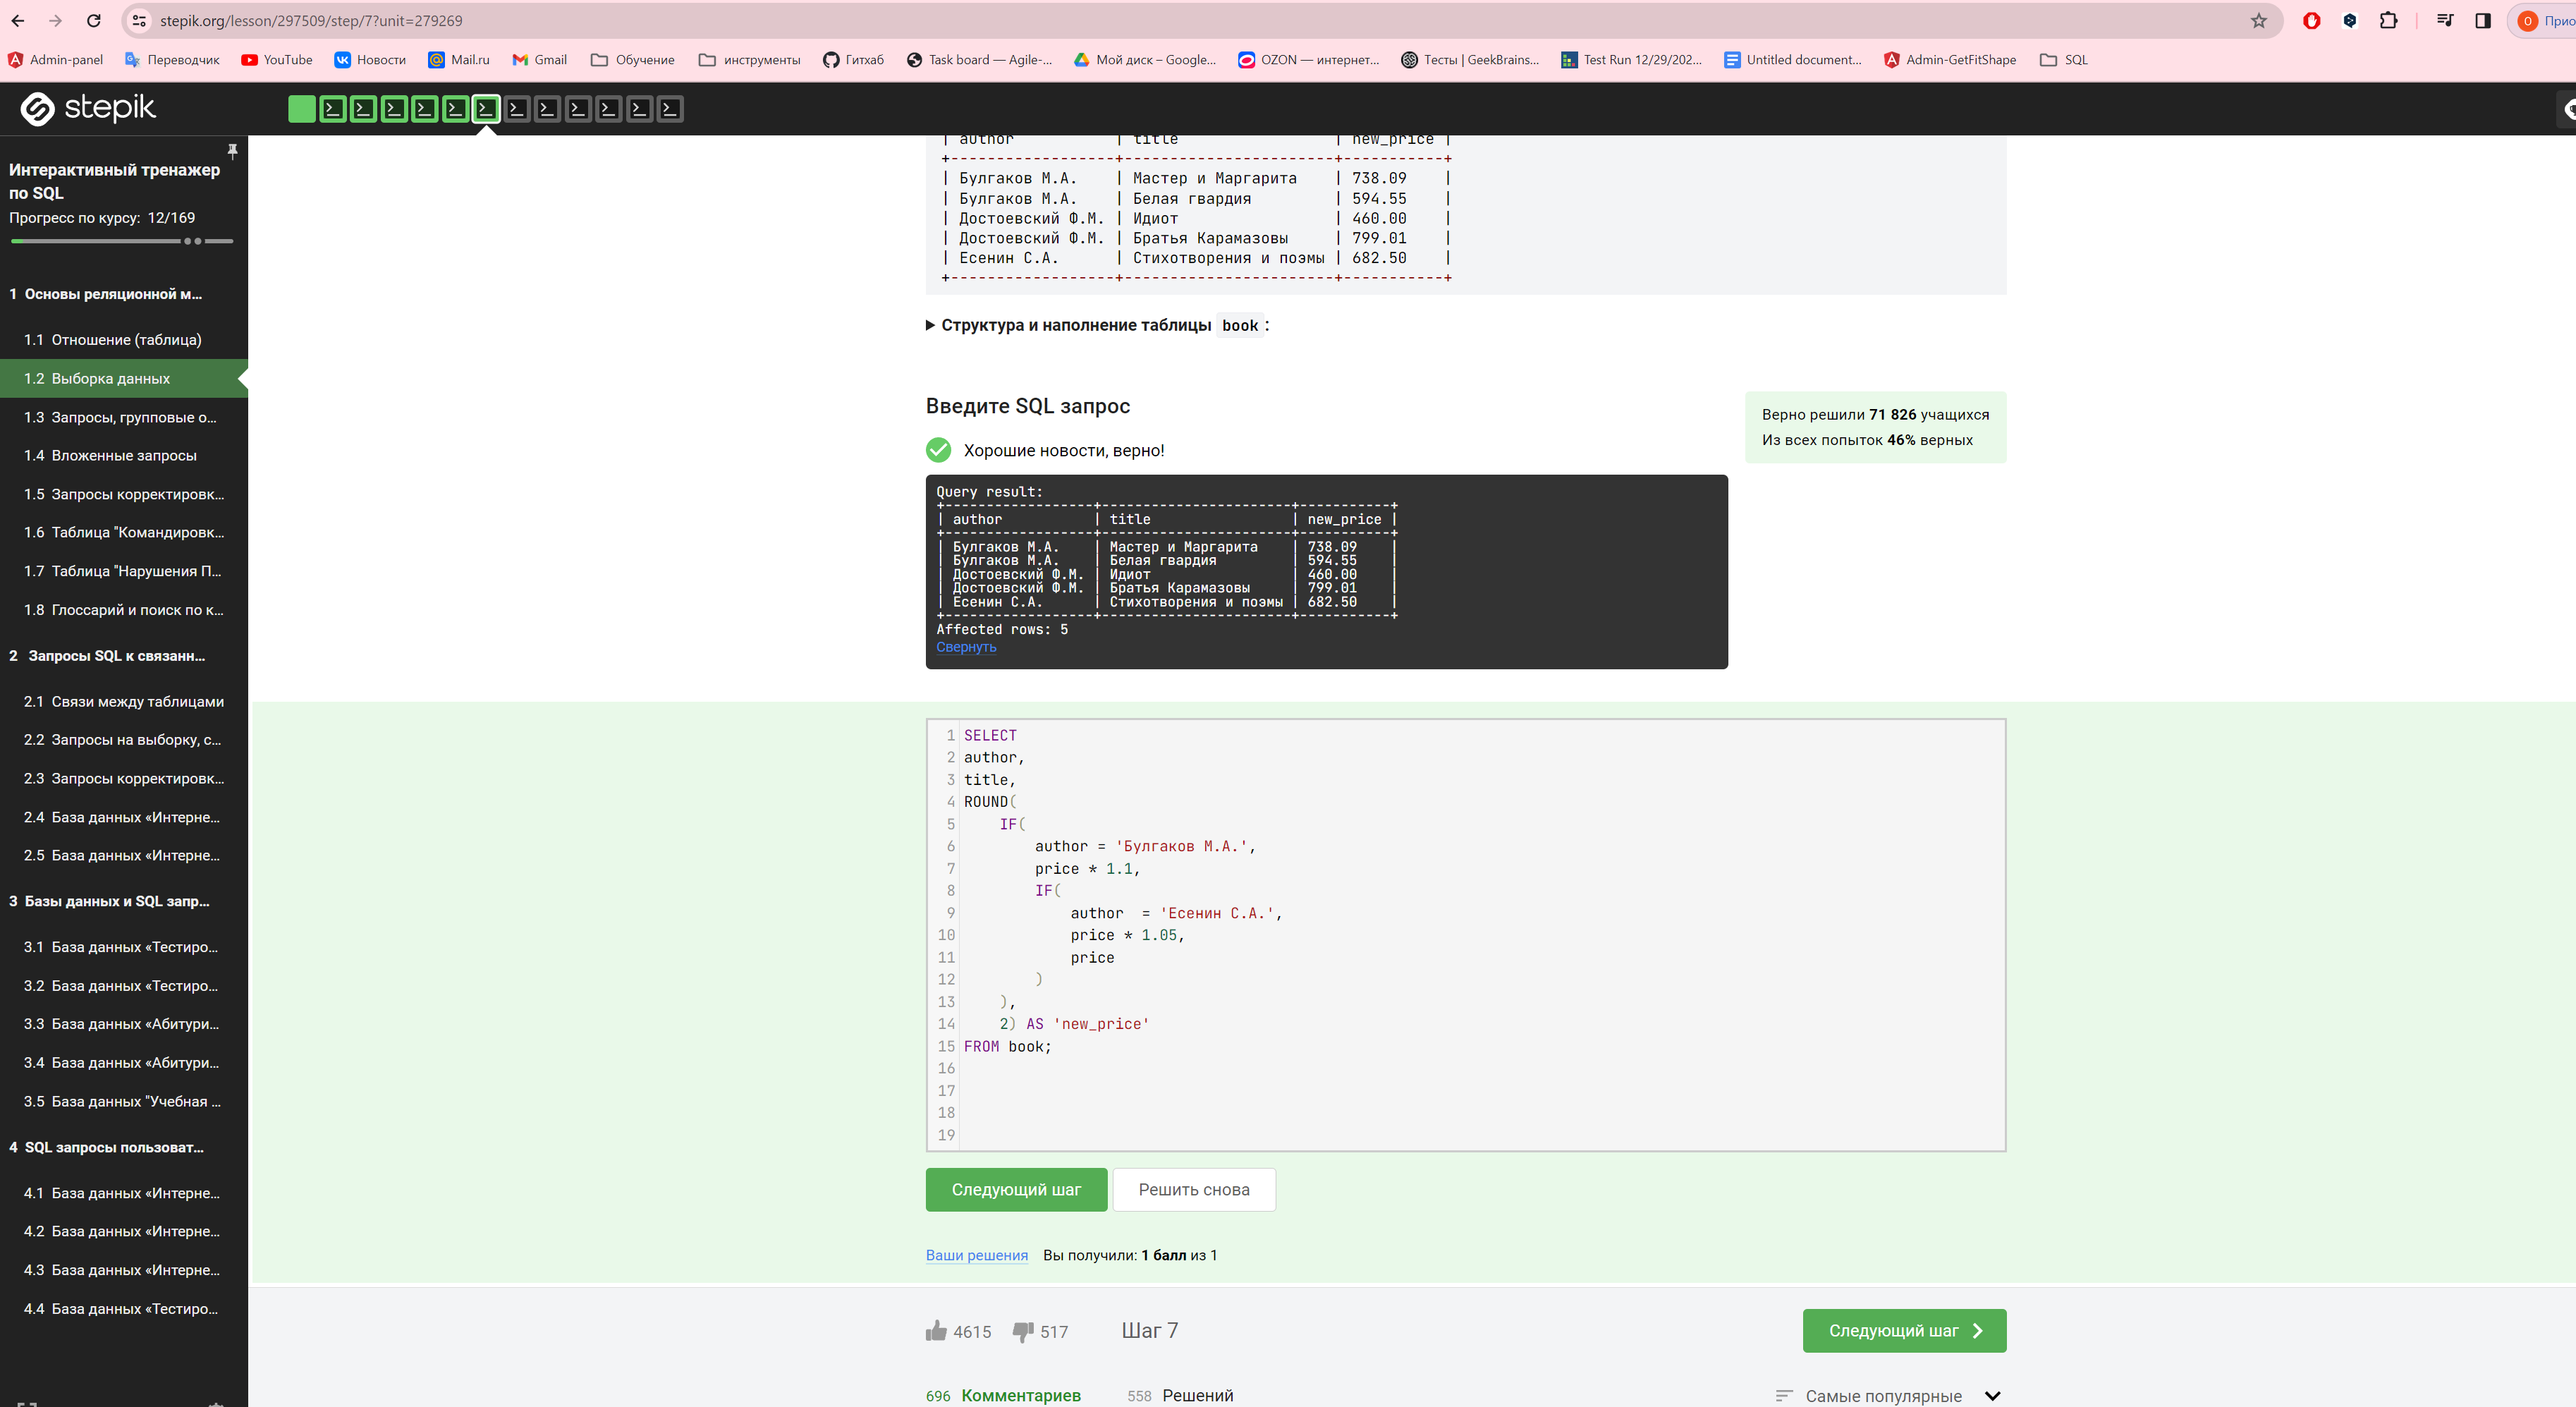 stepik.org/lesson/297509/step/7?unit=279269
O Прио
Admin-panel Переводчик YouTube Новости Mail.ru Gmail Обучение инструменты Гитхаб Task board — Agile-... Мой диск – Google... OZON — интернет... Тесты | GeekBrains... Test Run 12/29/202... Untitled document... Admin-GetFitShape SQL
stepik
Интерактивный тренажер
по SQL
Прогресс по курсу: 12/169
1 Основы реляционной м...
1.1 Отношение (таблица)
1.2 Выборка данных
1.3 Запросы, групповые о...
1.4 Вложенные запросы
1.5 Запросы корректировк...
1.6 Таблица "Командировк...
1.7 Таблица "Нарушения П...
1.8 Глоссарий и поиск по к...
2 Запросы SQL к связанн...
2.1 Связи между таблицами
2.2 Запросы на выборку, с...
2.3 Запросы корректировк...
2.4 База данных «Интерне...
2.5 База данных «Интерне...
3 Базы данных и SQL запр...
3.1 База данных «Тестиро...
3.2 База данных «Тестиро...
3.3 База данных «Абитури...
3.4 База данных «Абитури...
3.5 База данных "Учебная ...
4 SQL запросы пользоват...
4.1 База данных «Интерне...
4.2 База данных «Интерне...
4.3 База данных «Интерне...
4.4 База данных «Тестиро...
| author | title | new_price |
+------------------+-----------------------+-----------+
| Булгаков М.А. | Мастер и Маргарита | 738.09 |
| Булгаков М.А. | Белая гвардия | 594.55 |
| Достоевский Ф.М. | Идиот | 460.00 |
| Достоевский Ф.М. | Братья Карамазовы | 799.01 |
| Есенин С.А. | Стихотворения и поэмы | 682.50 |
+------------------+-----------------------+-----------+
Структура и наполнение таблицы book :
Введите SQL запрос
Хорошие новости, верно!
Верно решили 71 826 учащихся
Из всех попыток 46% верных
Query result:
+------------------+-----------------------+-----------+
| author | title | new_price |
+------------------+-----------------------+-----------+
| Булгаков М.А. | Мастер и Маргарита | 738.09 |
| Булгаков М.А. | Белая гвардия | 594.55 |
| Достоевский Ф.М. | Идиот | 460.00 |
| Достоевский Ф.М. | Братья Карамазовы | 799.01 |
| Есенин С.А. | Стихотворения и поэмы | 682.50 |
+------------------+-----------------------+-----------+
Affected rows: 5
Свернуть
1 SELECT
2 author,
3 title,
4 ROUND(
5 IF(
6 author = 'Булгаков М.А.',
7 price * 1.1,
8 IF(
9 author = 'Есенин С.А.',
10 price * 1.05,
11 price
12 )
13 ),
14 2) AS 'new_price'
15 FROM book;
16
17
18
19
Следующий шаг Решить снова
Ваши решения Вы получили: 1 балл из 1
4615 517 Шаг 7 Следующий шаг
696 Комментариев 558 Решений Самые популярные